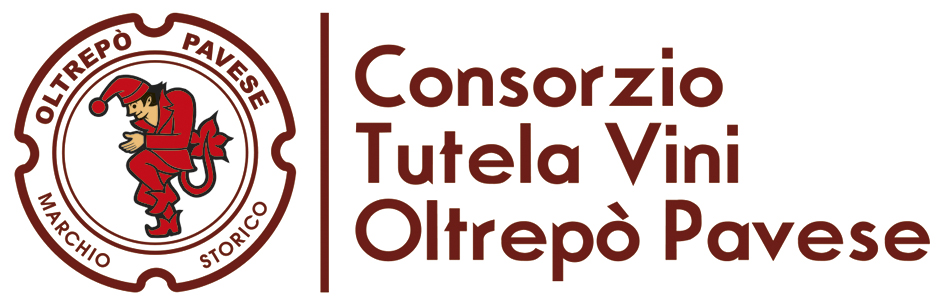 OLTREPÒ PAVESE
MARCHIO STORICO
Consorzio
Tutela Vini
Oltrepò Pavese